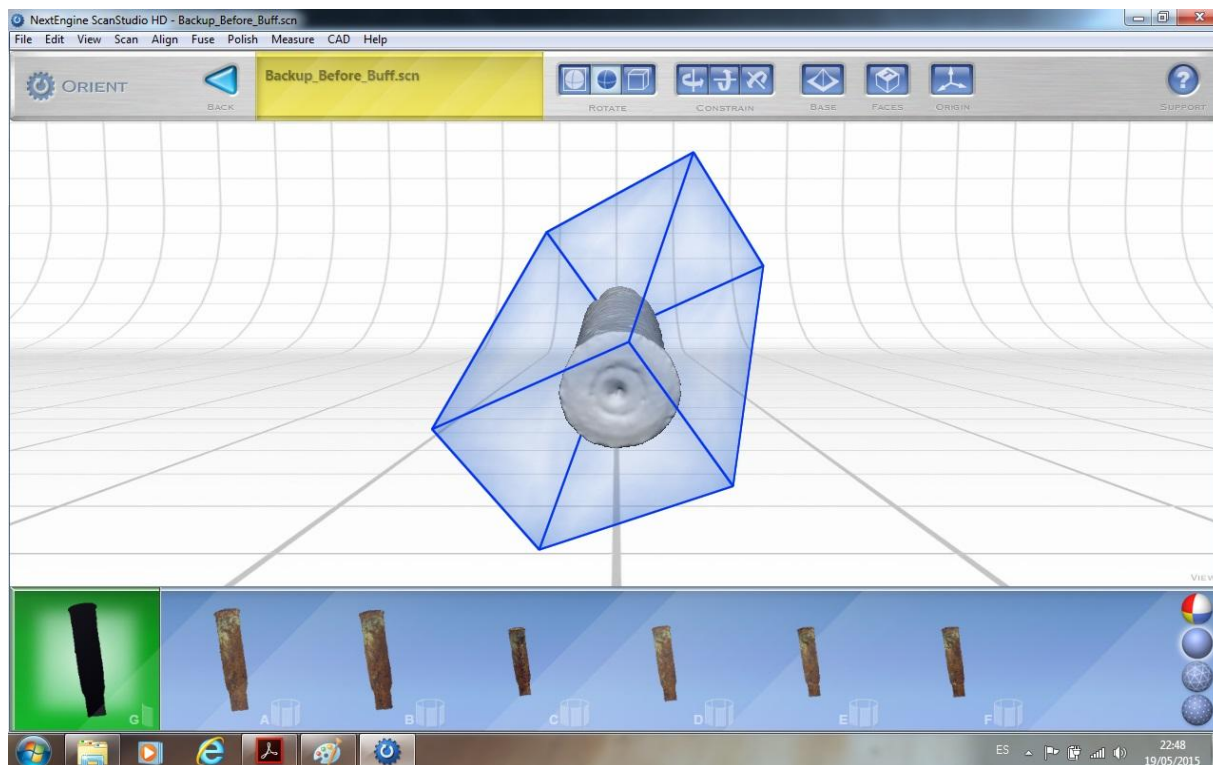 NextEngine ScanStudio HD - Backup_Before_Buff.scn
File Edit View Scan Align Fuse Polish Measure CAD Help
ORIENT
BACK
Backup_Before_Buff.scn
ROTATE
CONSTRAIN
BASE
FACES
ORIGIN
SUPPORT
VIEW
G A B C D E F
ES
22:48
19/05/2015